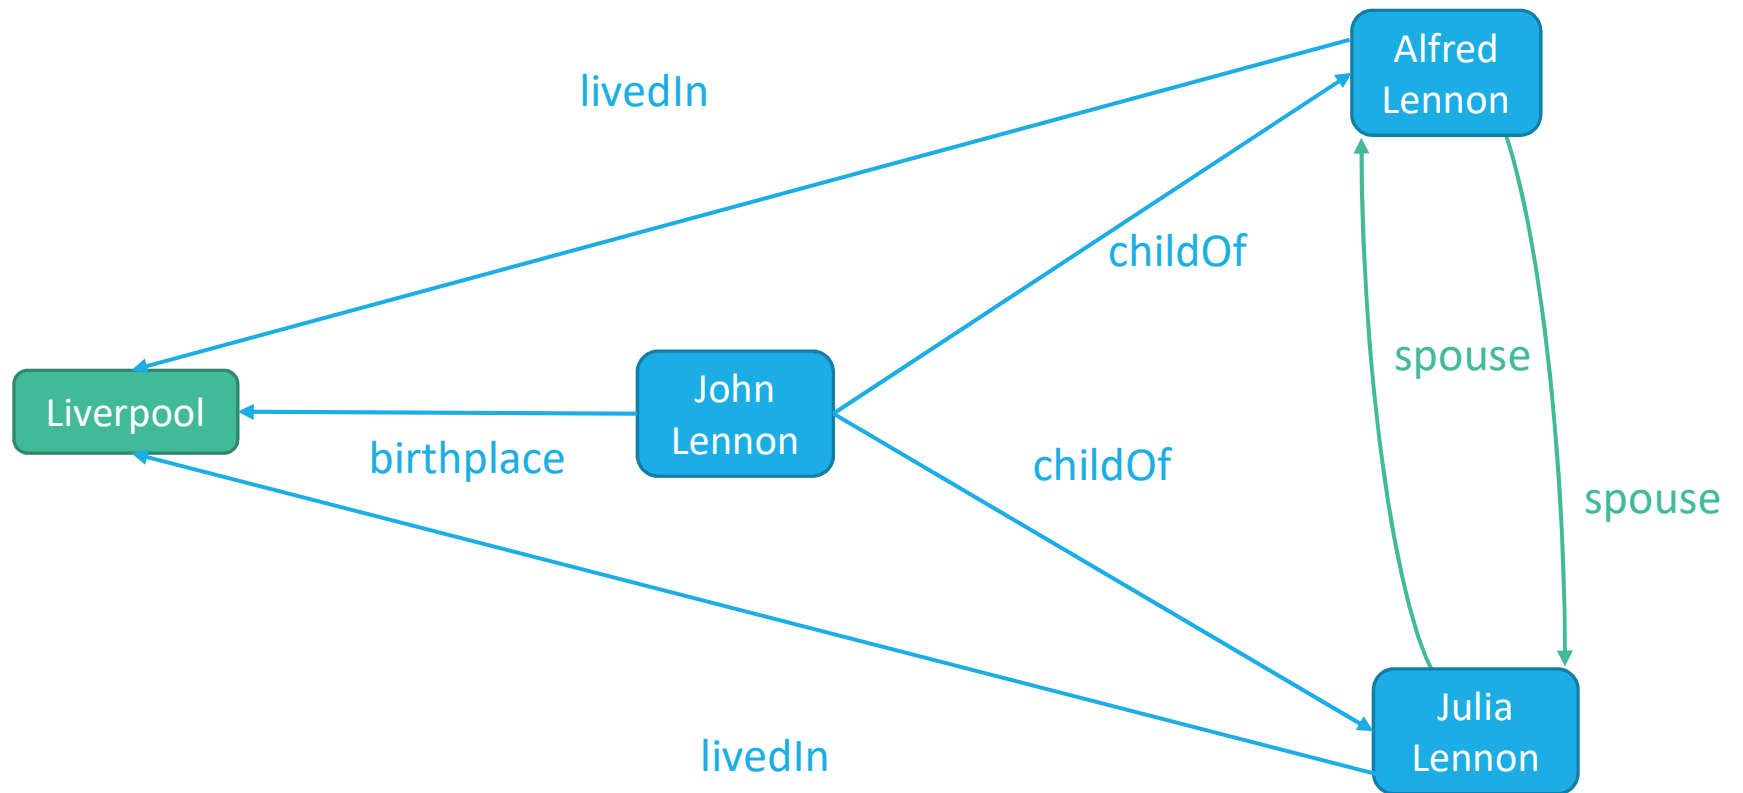 Alfred
Lennon
livedIn
childOf
spouse
John
Lennon
Liverpool
birthplace
childOf
spouse
Julia
Lennon
livedIn